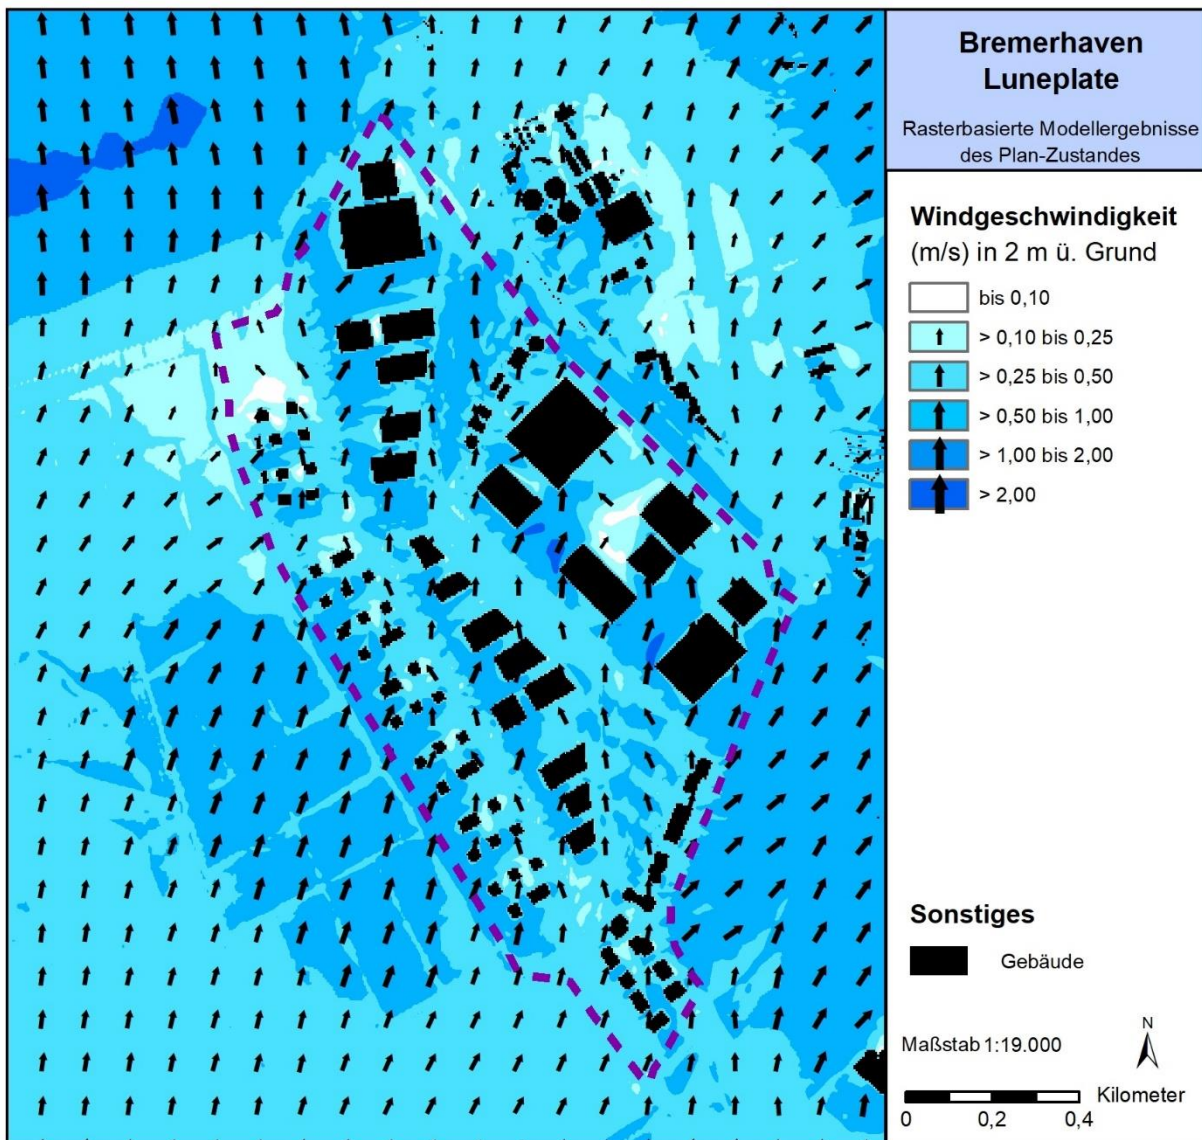 Bremerhaven
Luneplate
Rasterbasierte Modellergebnisse
des Plan-Zustandes
Windgeschwindigkeit
(m/s) in 2 m ü. Grund
bis 0,10
> 0,10 bis 0,25
> 0,25 bis 0,50
> 0,50 bis 1,00
> 1,00 bis 2,00
> 2,00
Sonstiges
Gebäude
Maßstab 1:19.000
N
Kilometer
0 0,2 0,4